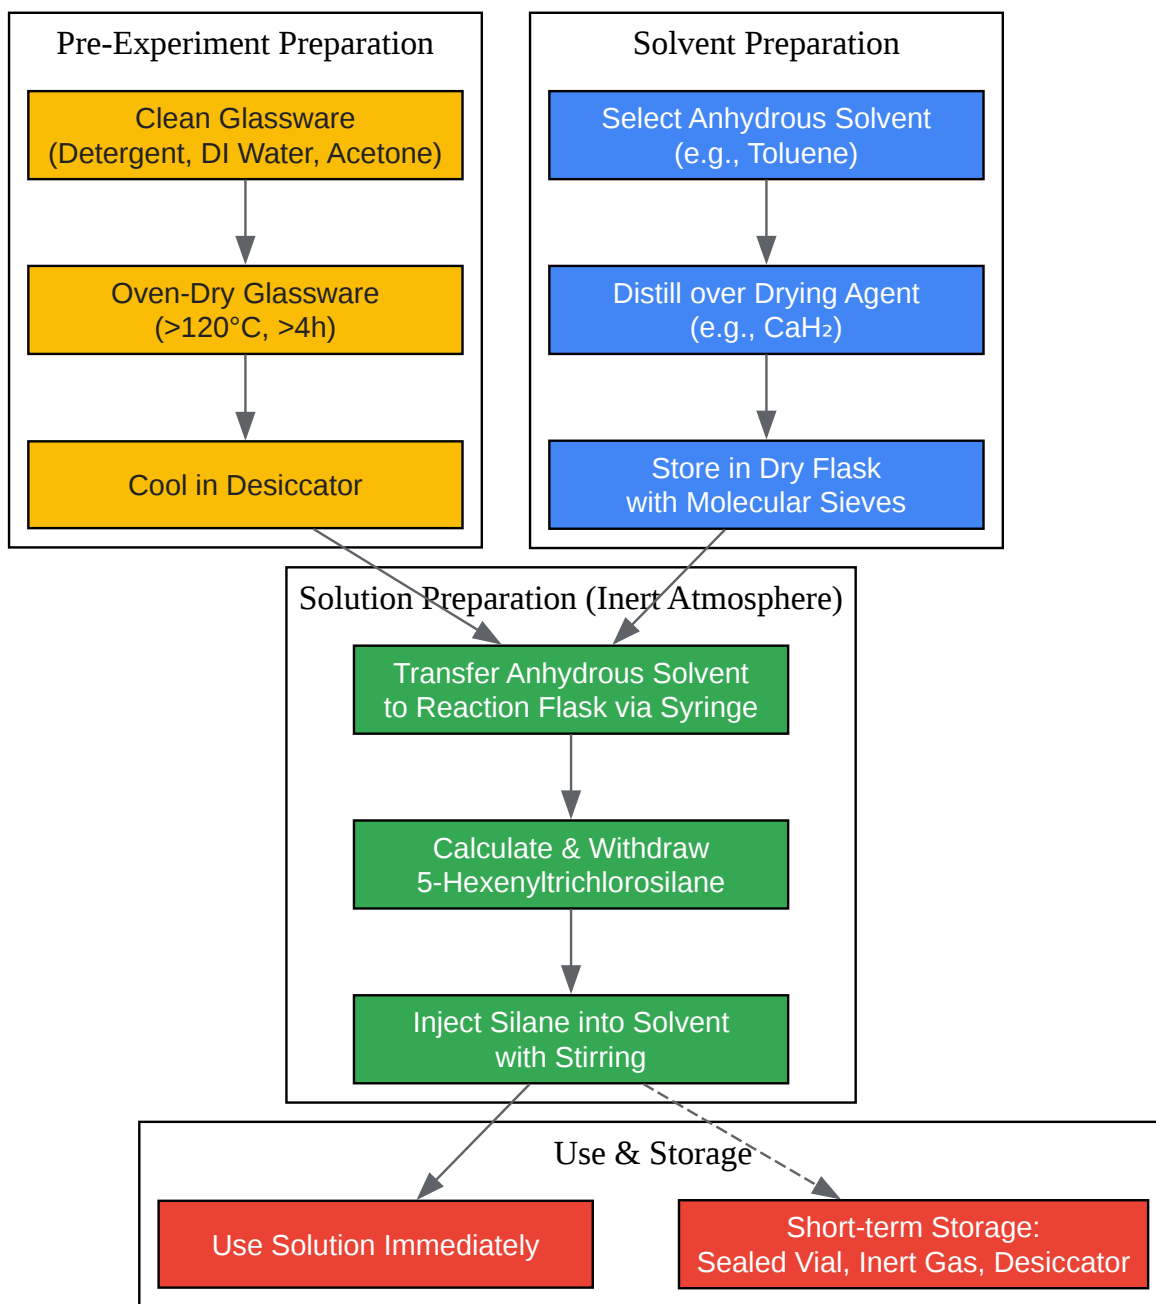 Pre-Experiment Preparation
Clean Glassware
(Detergent, DI Water, Acetone)
Oven-Dry Glassware
(>120°C, >4h)
Cool in Desiccator
Solvent Preparation
Select Anhydrous Solvent
(e.g., Toluene)
Distill over Drying Agent
(e.g., CaH₂)
Store in Dry Flask
with Molecular Sieves
Solution Preparation (Inert Atmosphere)
Transfer Anhydrous Solvent
to Reaction Flask via Syringe
Calculate & Withdraw
5-Hexenyltrichlorosilane
Inject Silane into Solvent
with Stirring
Use & Storage
Use Solution Immediately
Short-term Storage:
Sealed Vial, Inert Gas, Desiccator